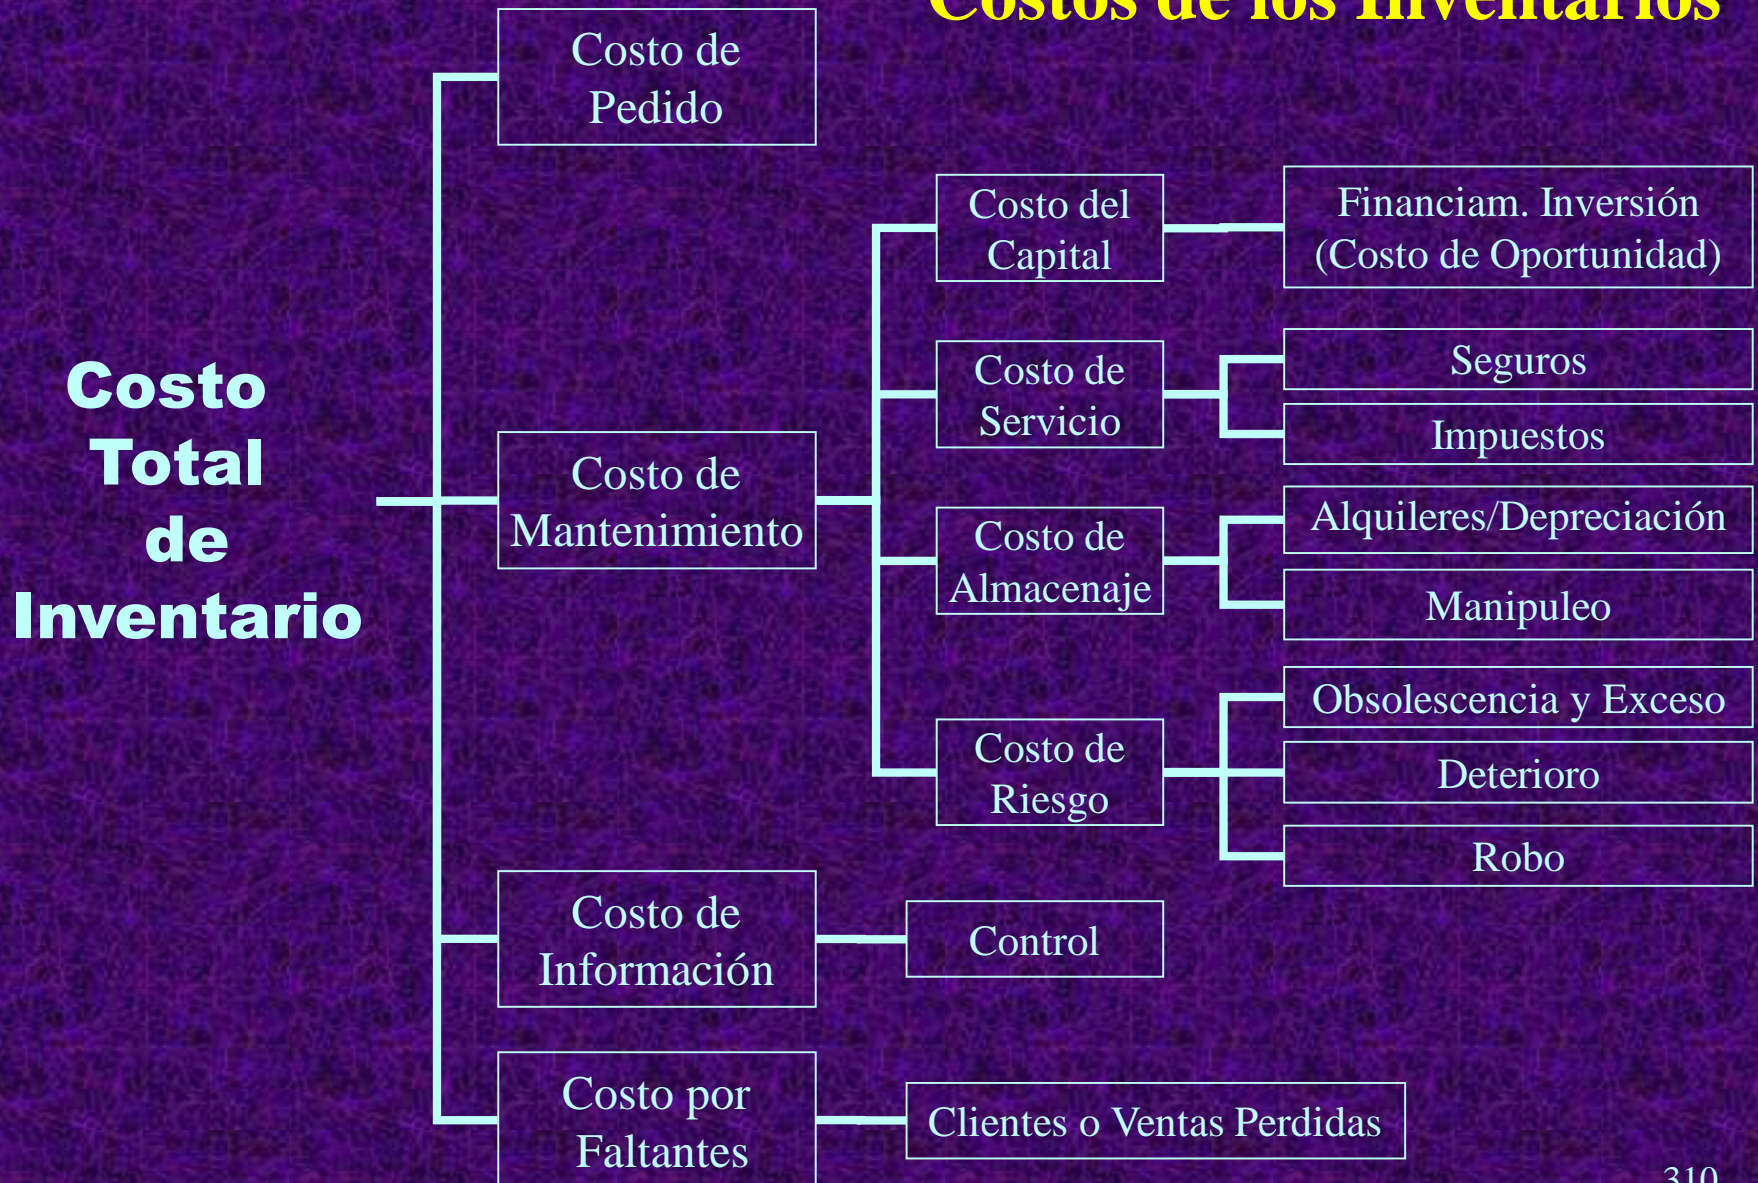 Costos de los Inventarios
Costo
Total
de
Inventario
Costo de
Pedido
Costo de
Mantenimiento
Costo del
Capital
Financiam. Inversión
(Costo de Oportunidad)
Costo de
Servicio
Seguros
Impuestos
Costo de
Almacenaje
Alquileres/Depreciación
Manipuleo
Costo de
Riesgo
Obsolescencia y Exceso
Deterioro
Robo
Costo de
Información
Control
Costo por
Faltantes
Clientes o Ventas Perdidas
310